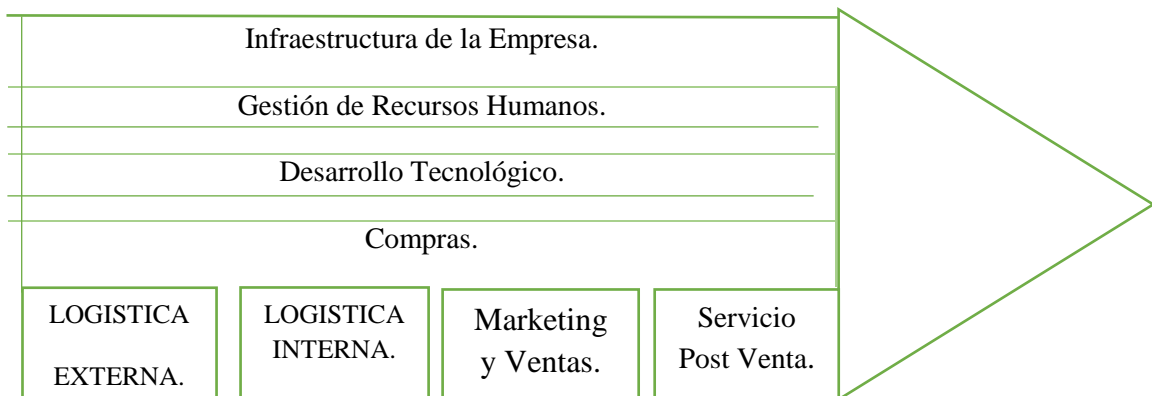 Infraestructura de la Empresa.
Gestión de Recursos Humanos.
Desarrollo Tecnológico.
Compras.
LOGISTICA
EXTERNA.
LOGISTICA
INTERNA.
Marketing
y Ventas.
Servicio
Post Venta.